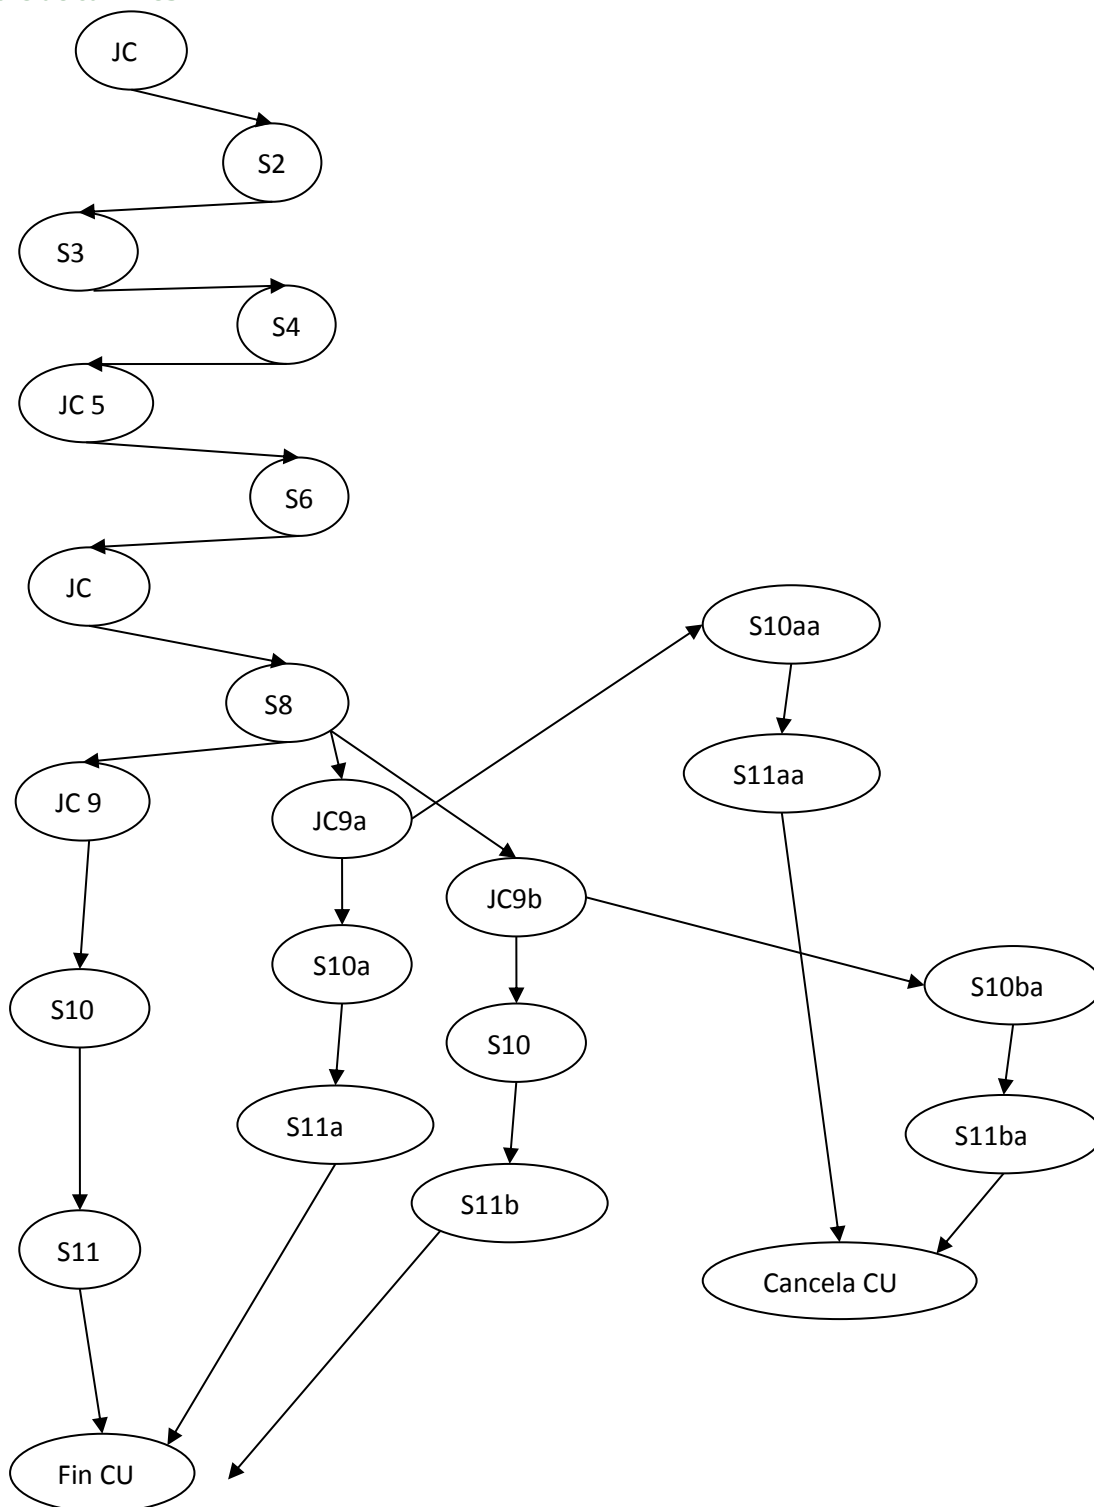 JC
S2
S3
S4
JC 5
S6
JC
S10aa
S8
S11aa
JC 9
JC9a
JC9b
S10a
S10ba
S10
S10
S11a
S11ba
S11b
S11
Cancela CU
Fin CU